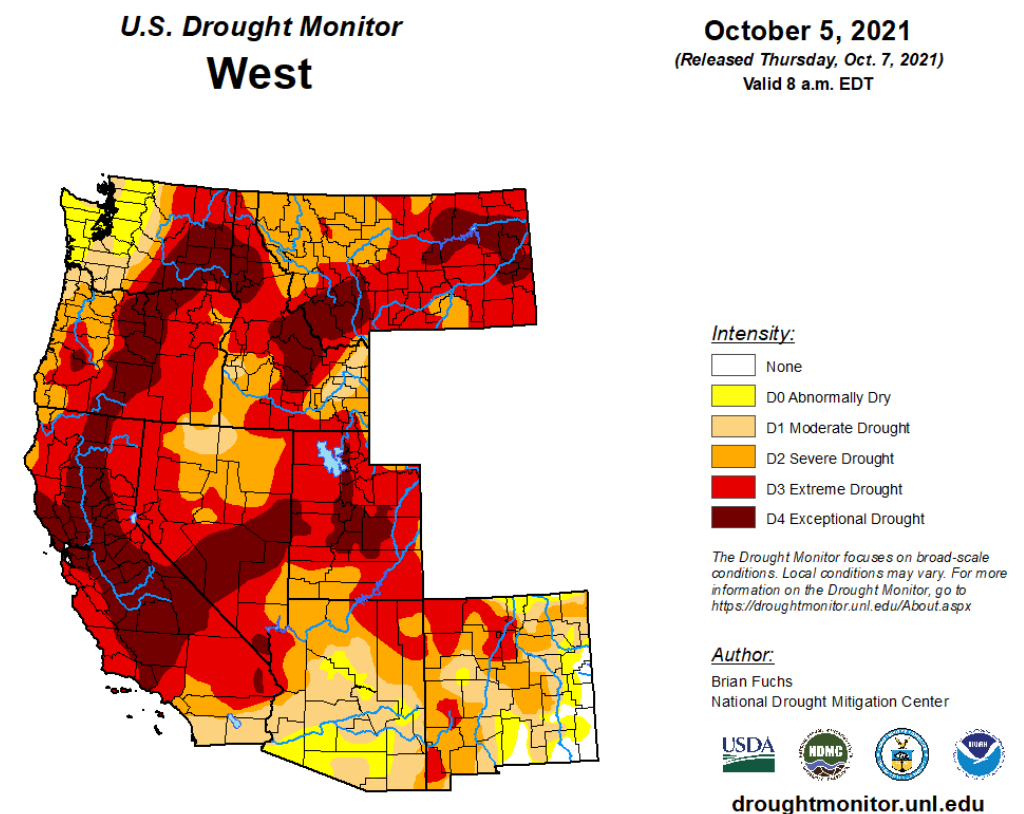 U.S. Drought Monitor
West
October 5, 2021
(Released Thursday, Oct. 7, 2021)
Valid 8 a.m. EDT
Intensity:
None
D0 Abnormally Dry
D1 Moderate Drought
D2 Severe Drought
D3 Extreme Drought
D4 Exceptional Drought
The Drought Monitor focuses on broad-scale
conditions. Local conditions may vary. For more
information on the Drought Monitor, go to
https://droughtmonitor.unl.edu/About.aspx
Author:
Brian Fuchs
National Drought Mitigation Center
USDA
NDMC
droughtmonitor.unl.edu